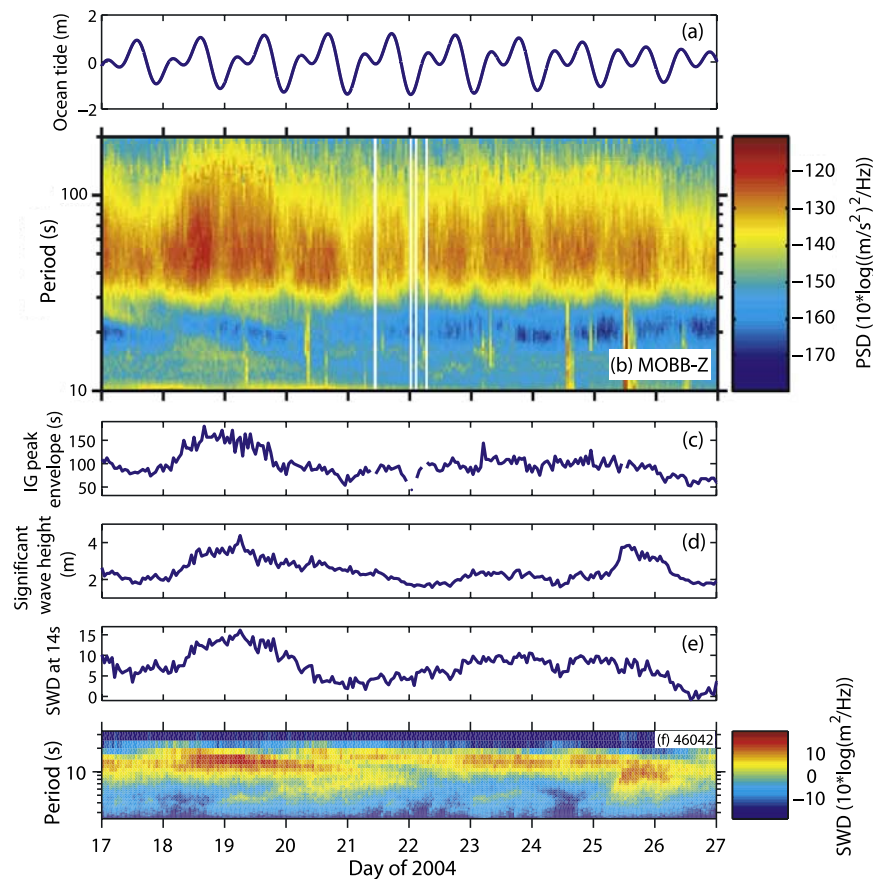 2
0
−2
Ocean tide (m)
(a)
100
10
Period (s)
(b) MOBB-Z
−120
−130
−140
−150
−160
−170
PSD (10*log((m/s²)²/Hz)
150
100
50
IG peak
envelope (s)
(c)
4
2
Significant
wave height
(m)
(d)
15
10
5
0
SWD at 14s
(e)
10
Period (s)
(f) 46042
10
0
−10
SWD (10*log(m²/Hz))
17 18 19 20 21 22 23 24 25 26 27
Day of 2004